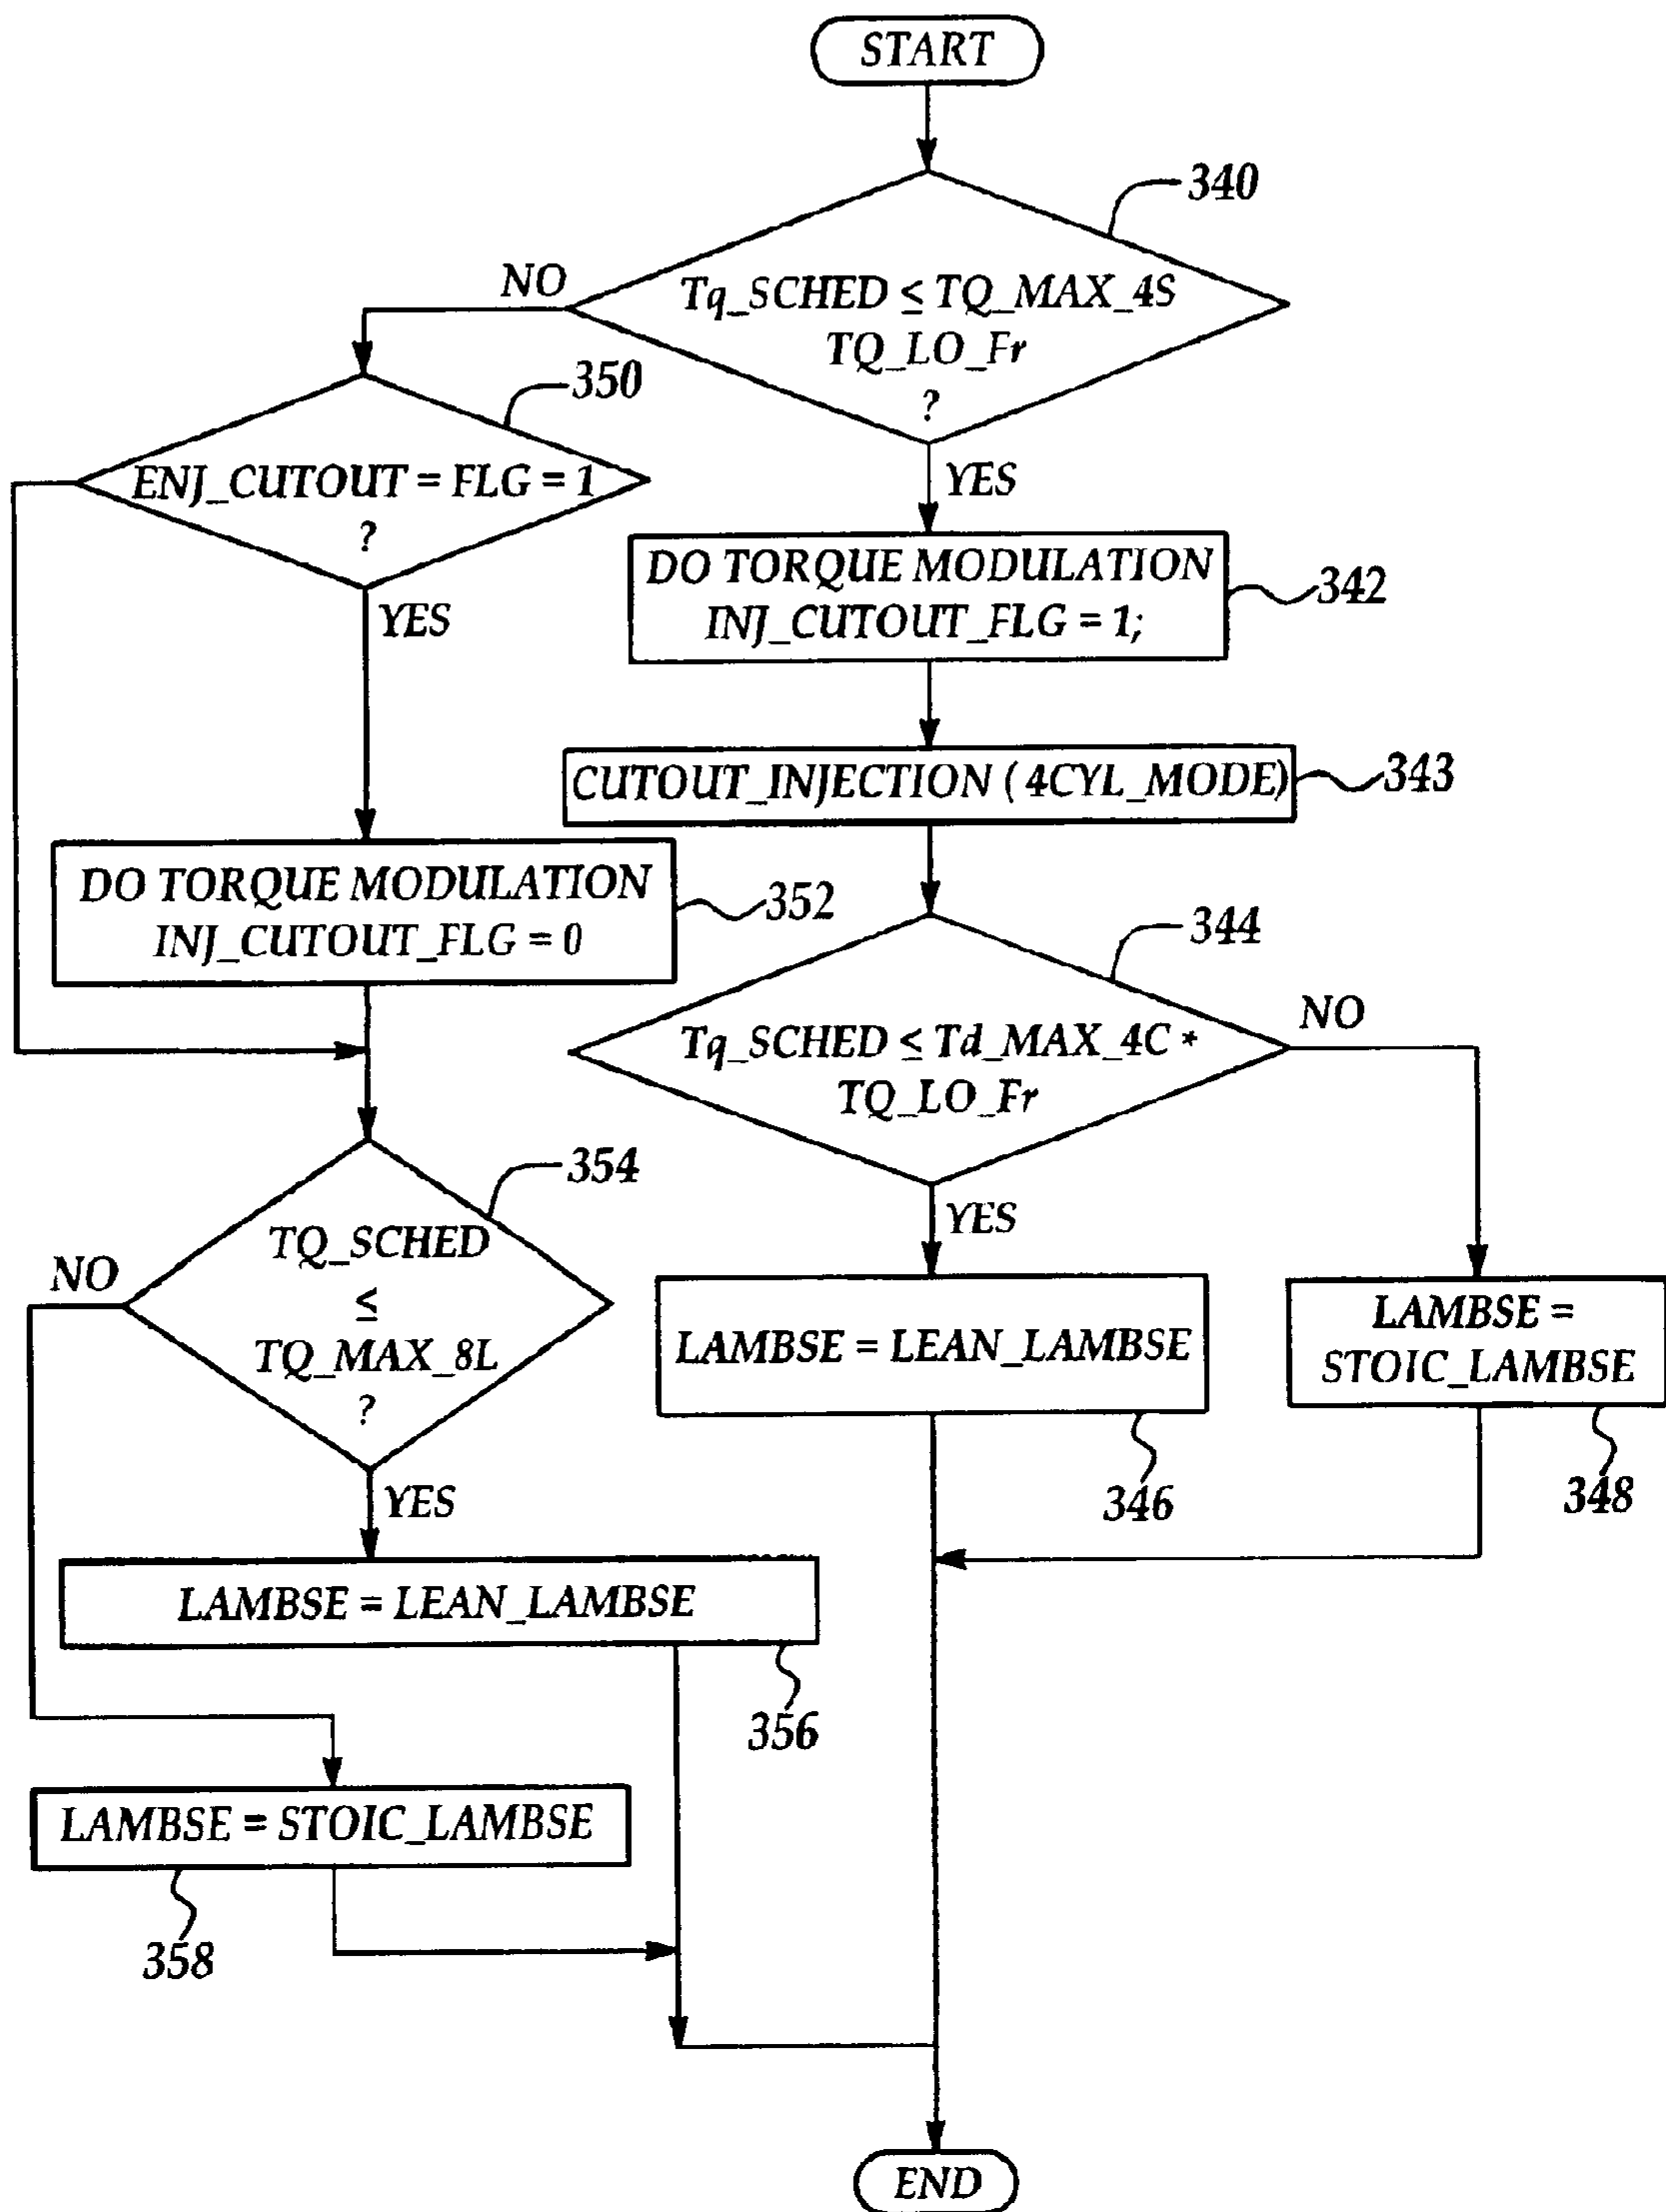 START
340
NO
Tq_SCHED ≤ TQ_MAX_4S
TQ_LO_Fr
?
350
ENJ_CUTOUT = FLG = 1
?
YES
YES
DO TORQUE MODULATION
INJ_CUTOUT_FLG = 1;
342
CUTOUT_INJECTION ( 4CYL_MODE)
343
DO TORQUE MODULATION
INJ_CUTOUT_FLG = 0
352
344
NO
Tq_SCHED ≤ Td_MAX_4C *
TQ_LO_Fr
354
YES
TQ_SCHED
≤
TQ_MAX_8L
?
NO
LAMBSE = LEAN_LAMBSE
LAMBSE =
STOIC_LAMBSE
346
348
YES
LAMBSE = LEAN_LAMBSE
356
LAMBSE = STOIC_LAMBSE
358
END